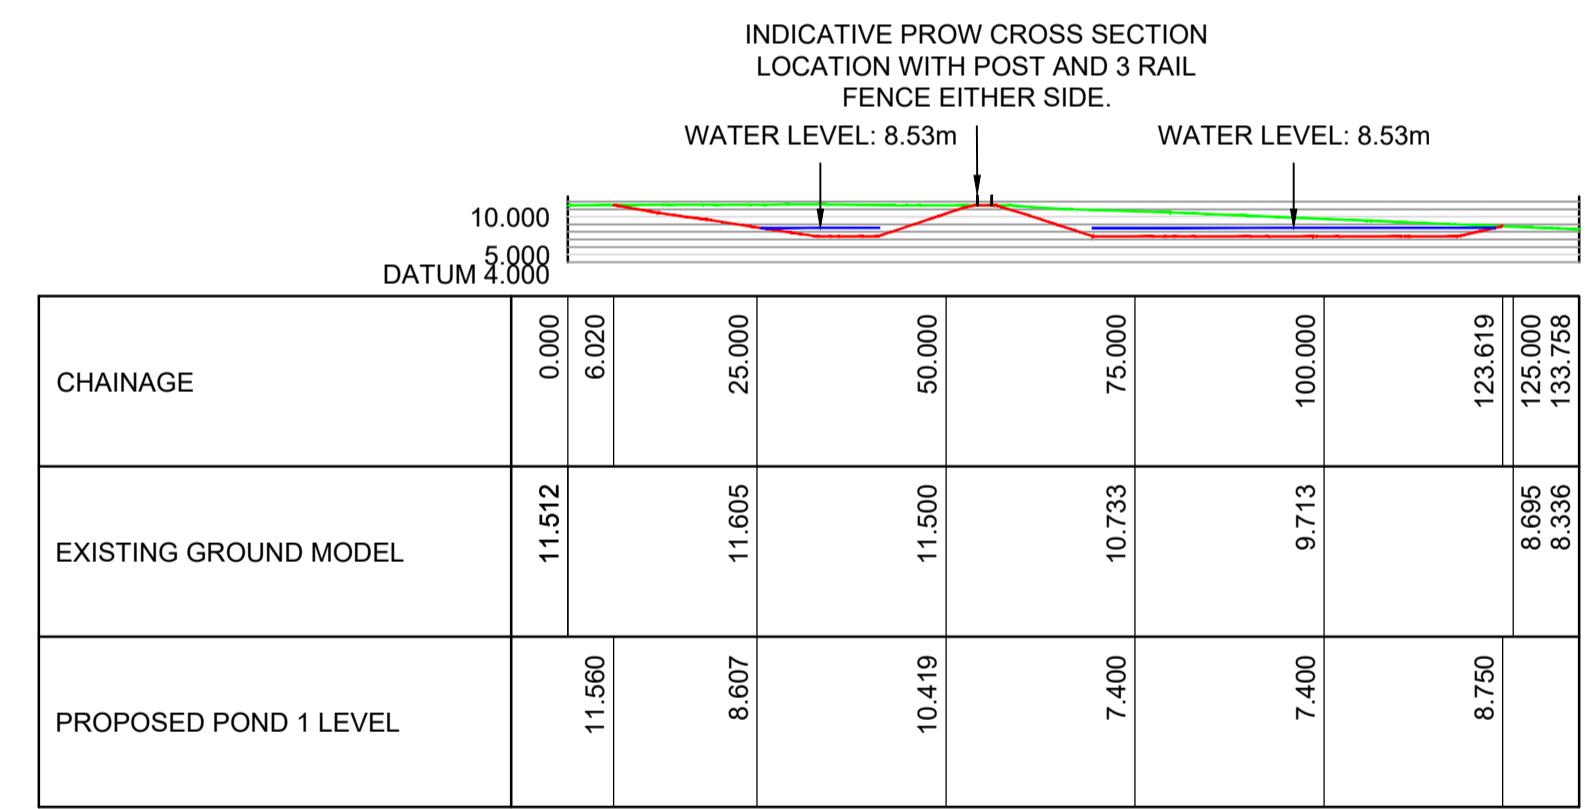 INDICATIVE PROW CROSS SECTION
LOCATION WITH POST AND 3 RAIL
FENCE EITHER SIDE.
WATER LEVEL: 8.53m
WATER LEVEL: 8.53m
10.000
5.000
DATUM 4.000
CHAINAGE
0.000
6.020
25.000
50.000
75.000
100.000
123.619
125.000
133.758
EXISTING GROUND MODEL
11.512
11.605
11.500
10.733
9.713
8.695
8.336
PROPOSED POND 1 LEVEL
11.560
8.607
10.419
7.400
7.400
8.750